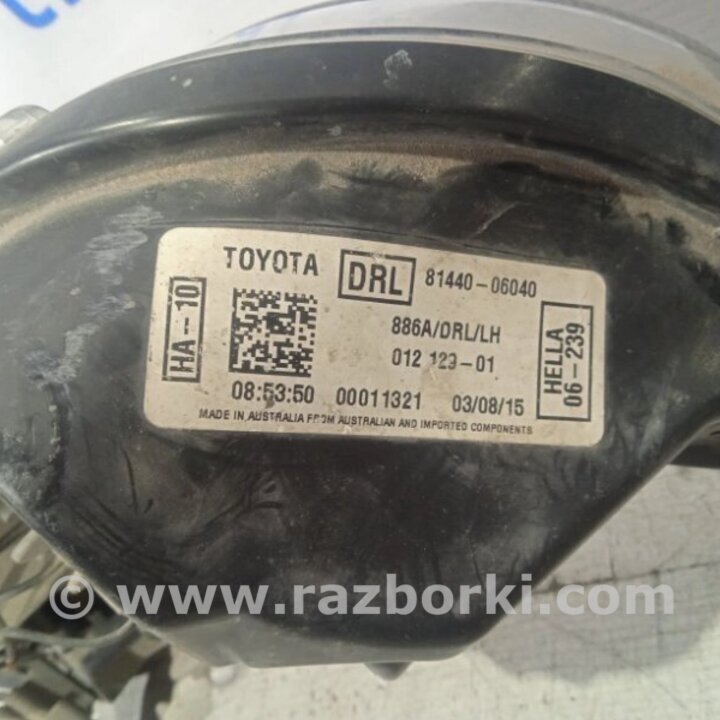 TOYOTA DRL 81440-06040
HA-10
886A/DRL/LH
012 123-01
HELLA
06-239
08:53:50 00011321 03/08/15
MADE IN AUSTRALIA FROM AUSTRALIAN AND IMPORTED COMPONENTS
© www.razborki.com